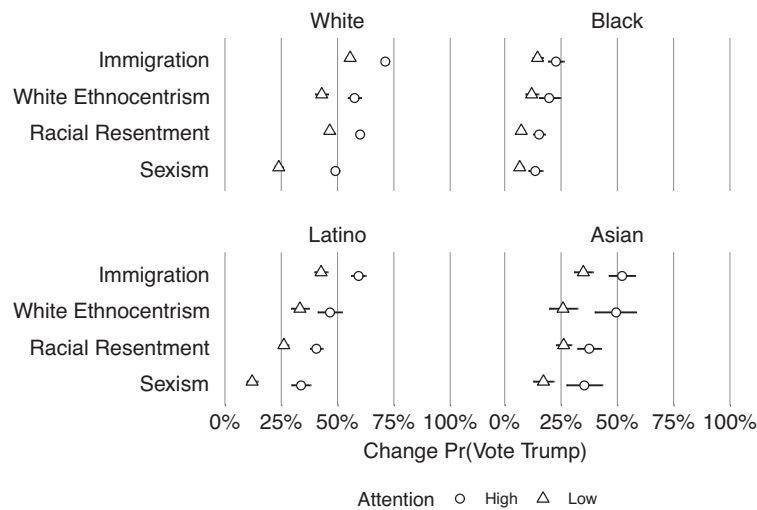 White Black
Immigration
White Ethnocentrism
Racial Resentment
Sexism
Latino Asian
Immigration
White Ethnocentrism
Racial Resentment
Sexism
0% 25% 50% 75% 100% 0% 25% 50% 75% 100%
Change Pr(Vote Trump)
Attention High Low